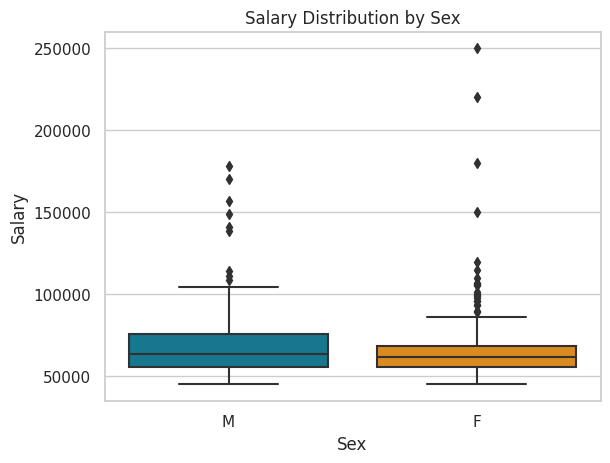 Salary Distribution by Sex
250000
200000
150000
100000
50000
Salary
M
F
Sex